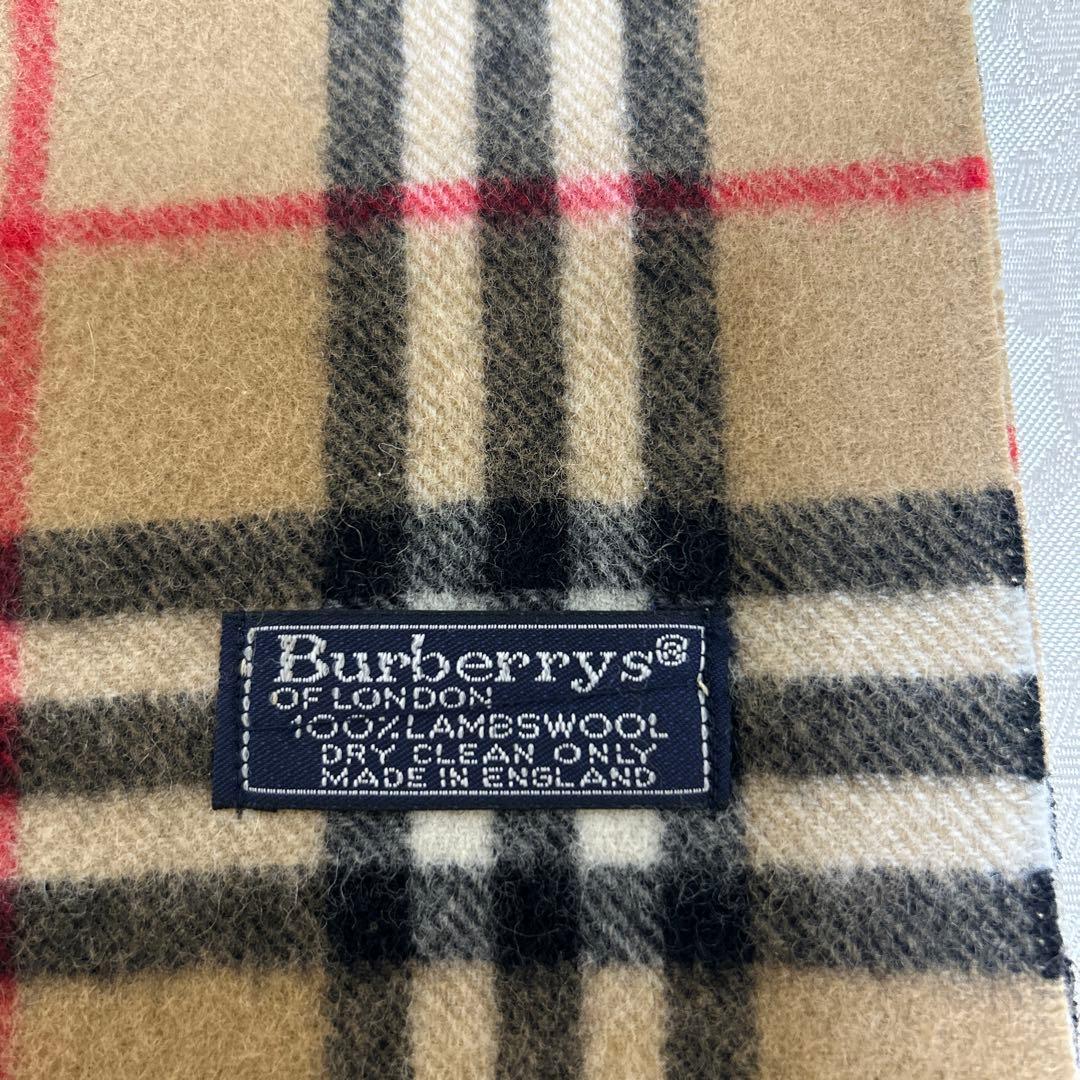 Burberrys®
OF LONDON
100% LAMBSWOOL
DRY CLEAN ONLY
MADE IN ENGLAND